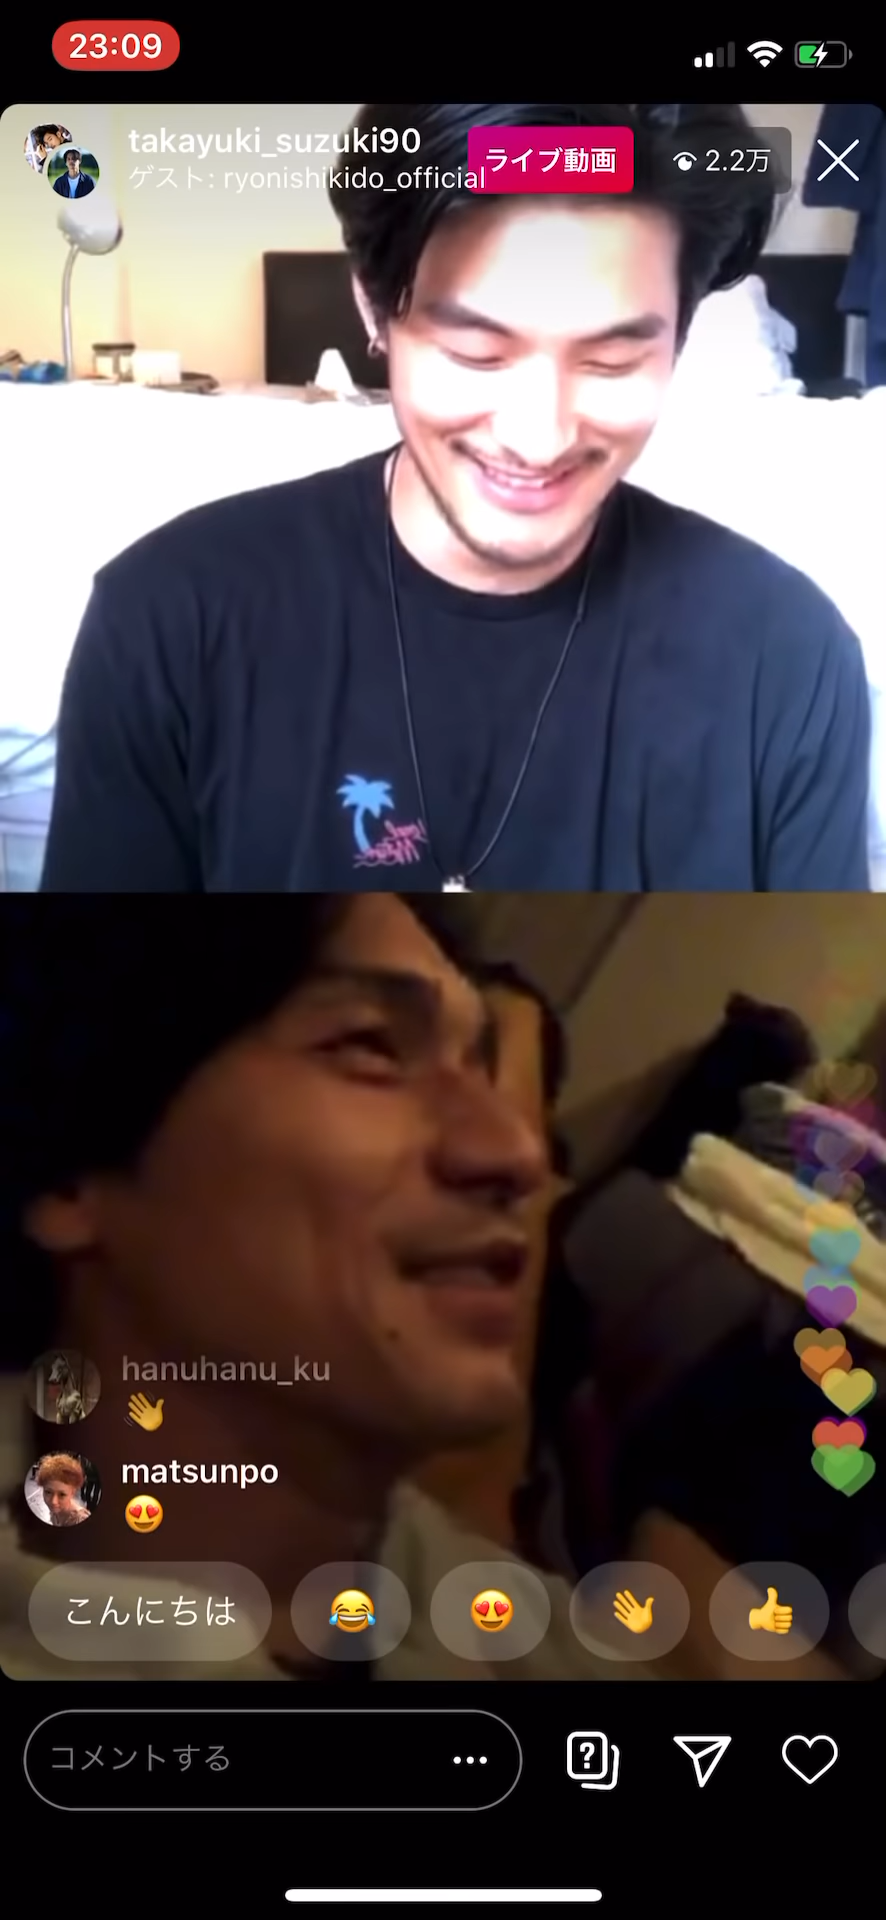 23:09
takayuki_suzuki90
ゲスト: ryonishikido_official
ライブ動画
2.2万
hanuhanu_ku
👋
matsunpo
😍
こんにちは
😂
😍
👋
👍
コメントする